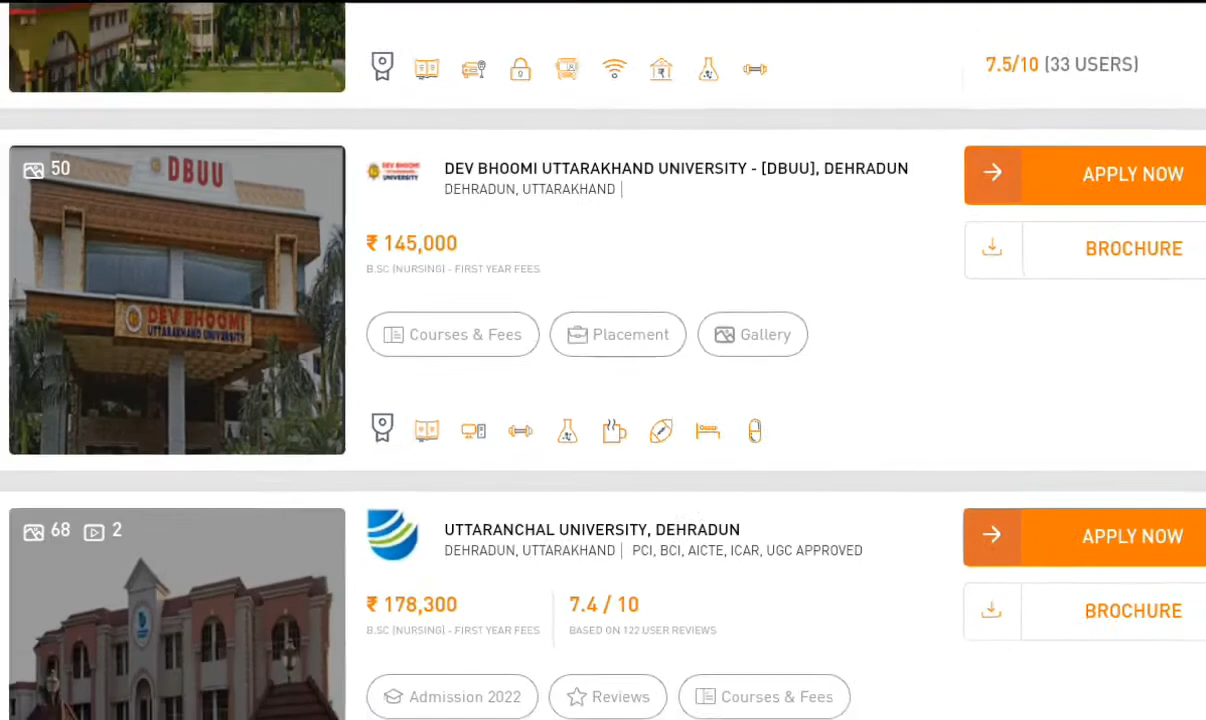 7.5/10 (33 USERS)
50
DBUU
DEV BHOOMI
UTTARAKHAND UNIVERSITY
DEV BHOOMI
UNIVERSITY
DEV BHOOMI UTTARAKHAND UNIVERSITY - [DBUU], DEHRADUN
DEHRADUN, UTTARAKHAND |
₹ 145,000
B.SC (NURSING) - FIRST YEAR FEES
APPLY NOW
BROCHURE
Courses & Fees
Placement
Gallery
68
2
UTTARANCHAL UNIVERSITY, DEHRADUN
DEHRADUN, UTTARAKHAND | PCI, BCI, AICTE, ICAR, UGC APPROVED
₹ 178,300
B.SC (NURSING) - FIRST YEAR FEES
7.4 / 10
BASED ON 122 USER REVIEWS
APPLY NOW
BROCHURE
Admission 2022
Reviews
Courses & Fees